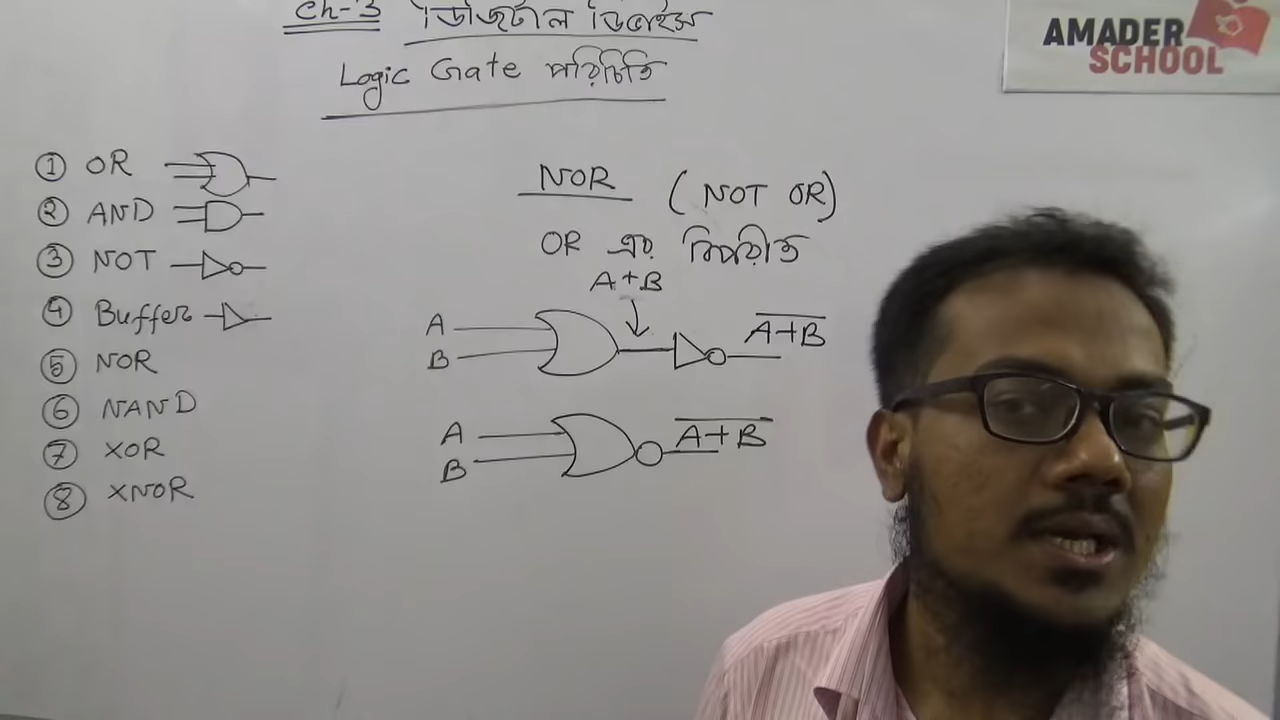 Ch-3 ডিজিটাল ডিভাইস
Logic Gate পরিচিতি
AMADER
SCHOOL
① OR
② AND
③ NOT
④ Buffer
⑤ NOR
⑥ NAND
⑦ XOR
⑧ XNOR
NOR (NOT OR)
OR এর বিপরীত
A+B
A
B
A̅+̅B̅
A
B
A̅+̅B̅